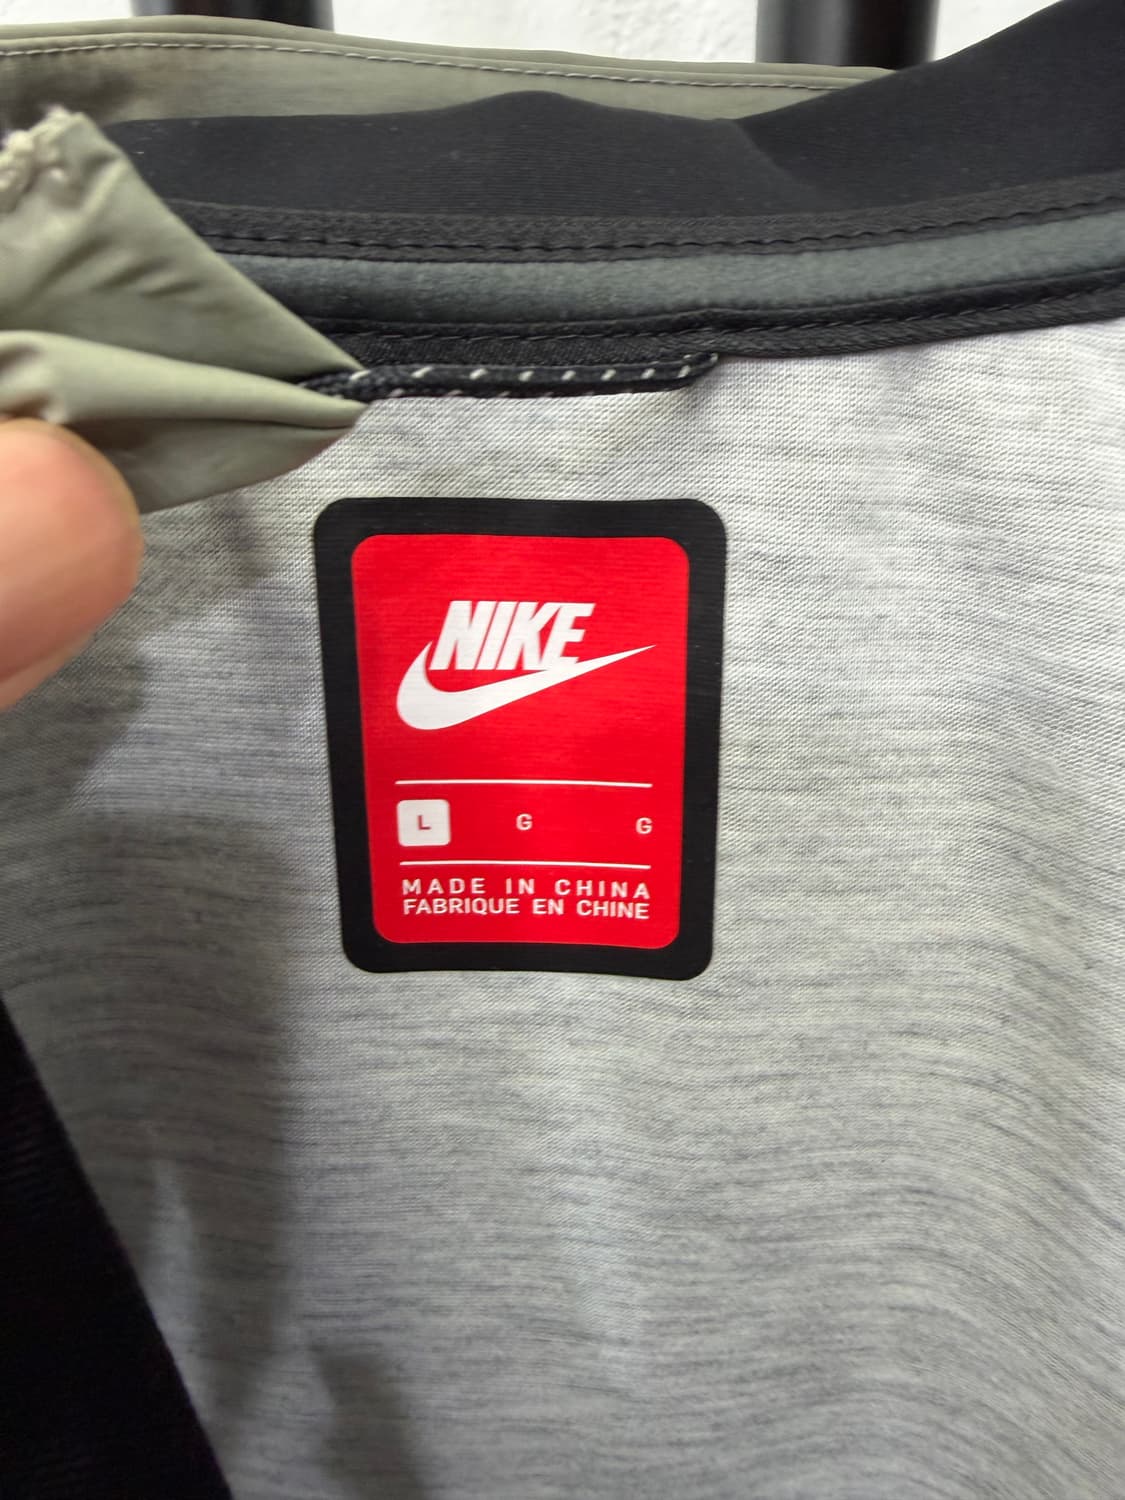 NIKE
L G G
MADE IN CHINA
FABRIQUE EN CHINE